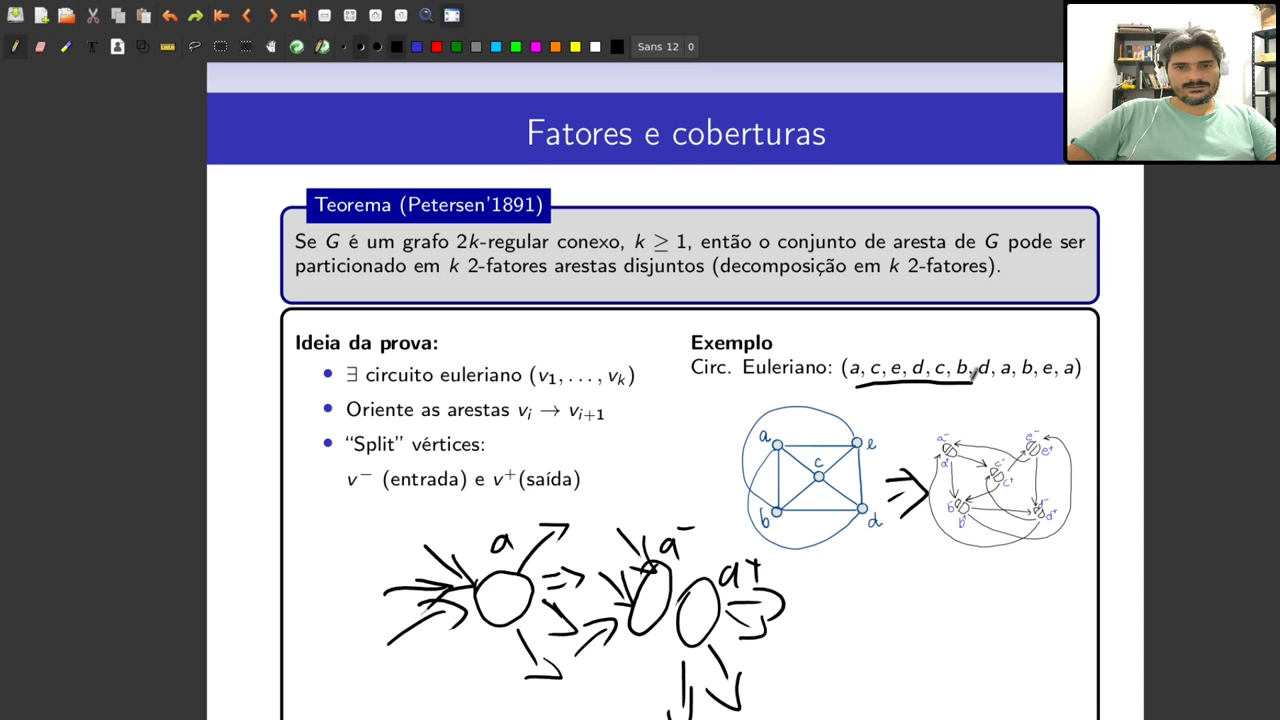 Sans 12 0
Fatores e coberturas
Teorema (Petersen'1891)
Se G é um grafo 2k-regular conexo, k ≥ 1, então o conjunto de aresta de G pode ser
particionado em k 2-fatores arestas disjuntos (decomposição em k 2-fatores).
Ideia da prova:
• ∃ circuito euleriano (v1, . . . , vk)
• Oriente as arestas vi → vi+1
• “Split” vértices:
v− (entrada) e v+(saída)
Exemplo
Circ. Euleriano: (a, c, e, d, c, b, d, a, b, e, a)
a e
c
b d
a− e−
a+ e+
c−
c+
b− d−
b+ d+
a a−
a+